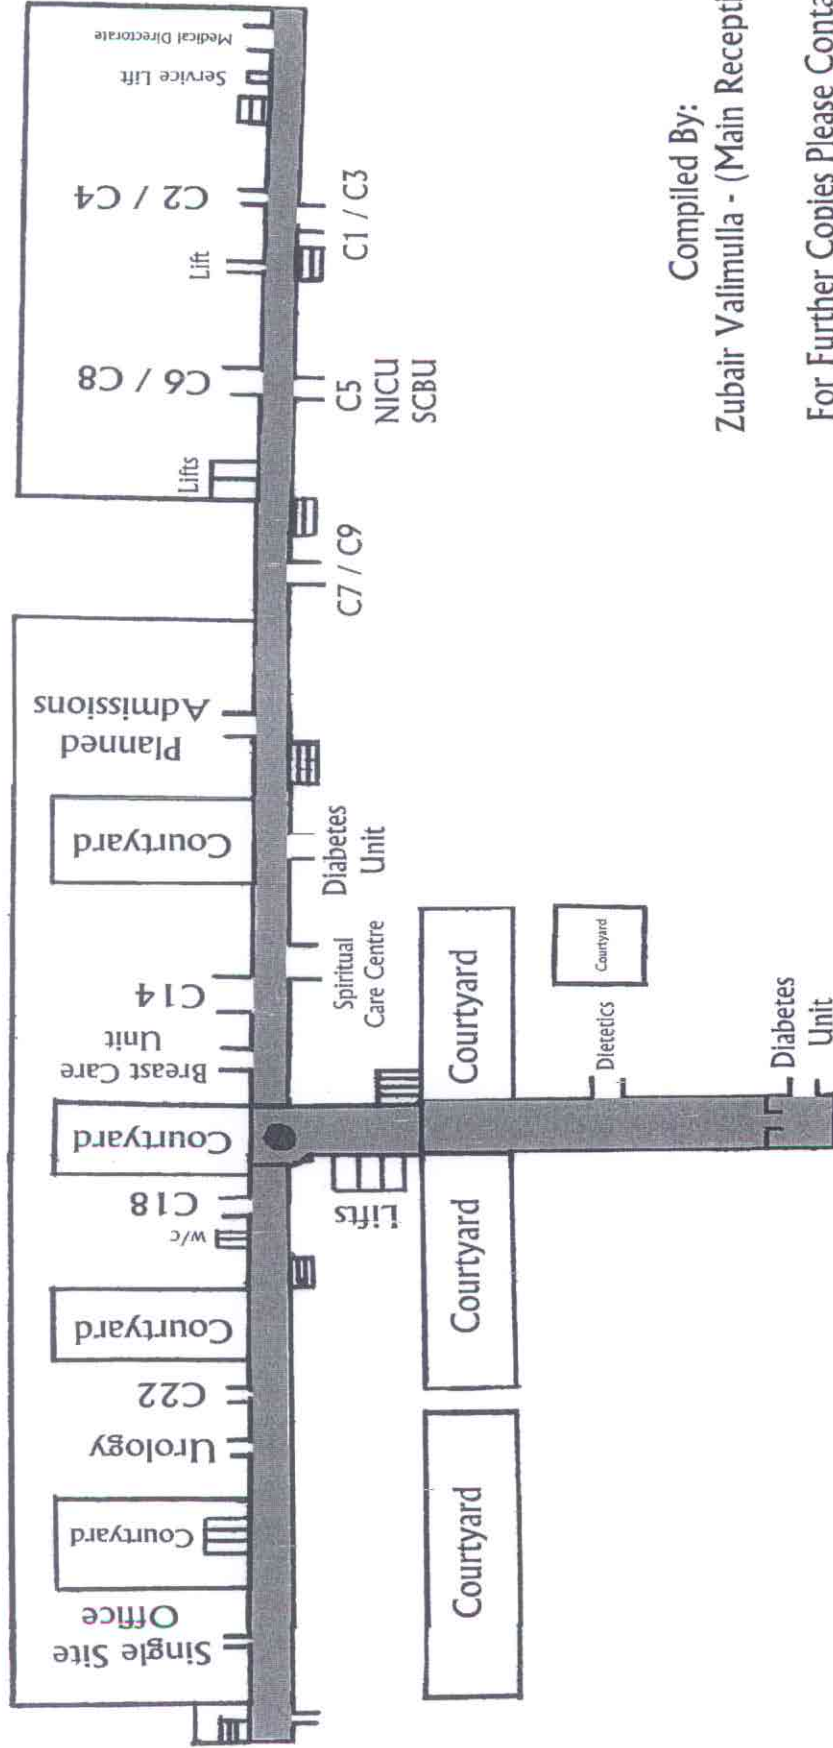 Medical Directorate
Service Lift
C2 / C4
Lift
C6 / C8
Lifts
Planned
Admissions
Courtyard
C14
Breast Care
Unit
Courtyard
C18
w/c
Courtyard
C22
Urology
Courtyard
Single Site
Office
C1 / C3
C5
NICU
SCBU
C7 / C9
Diabetes
Unit
Spiritual
Care Centre
Lifts
Courtyard
Courtyard
Courtyard
Courtyard
Dietetics
Diabetes
Unit
Compiled By:
Zubair Valimulla - (Main Recepti
For Further Copies Please Conta